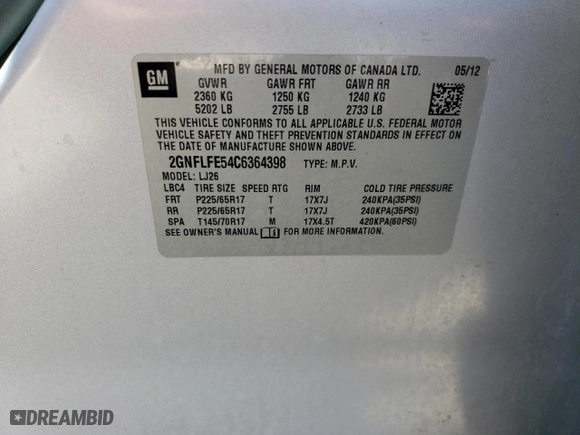 GM
MFD BY GENERAL MOTORS OF CANADA LTD. 05/12
GVWR GAWR FRT GAWR RR
2360 KG 1250 KG 1240 KG
5202 LB 2755 LB 2733 LB
THIS VEHICLE CONFORMS TO ALL APPLICABLE U.S. FEDERAL MOTOR
VEHICLE SAFETY AND THEFT PREVENTION STANDARDS IN EFFECT ON
THE DATE OF MANUFACTURE SHOWN ABOVE.
2GNFLFE54C6364398 TYPE: M.P.V.
MODEL: LJ26
LBC4 TIRE SIZE SPEED RTG RIM COLD TIRE PRESSURE
FRT P225/65R17 T 17X7J 240KPA(35PSI)
RR P225/65R17 T 17X7J 240KPA(35PSI)
SPA T145/70R17 M 17X4.5T 420KPA(60PSI)
SEE OWNER'S MANUAL FOR MORE INFORMATION.
DREAMBID